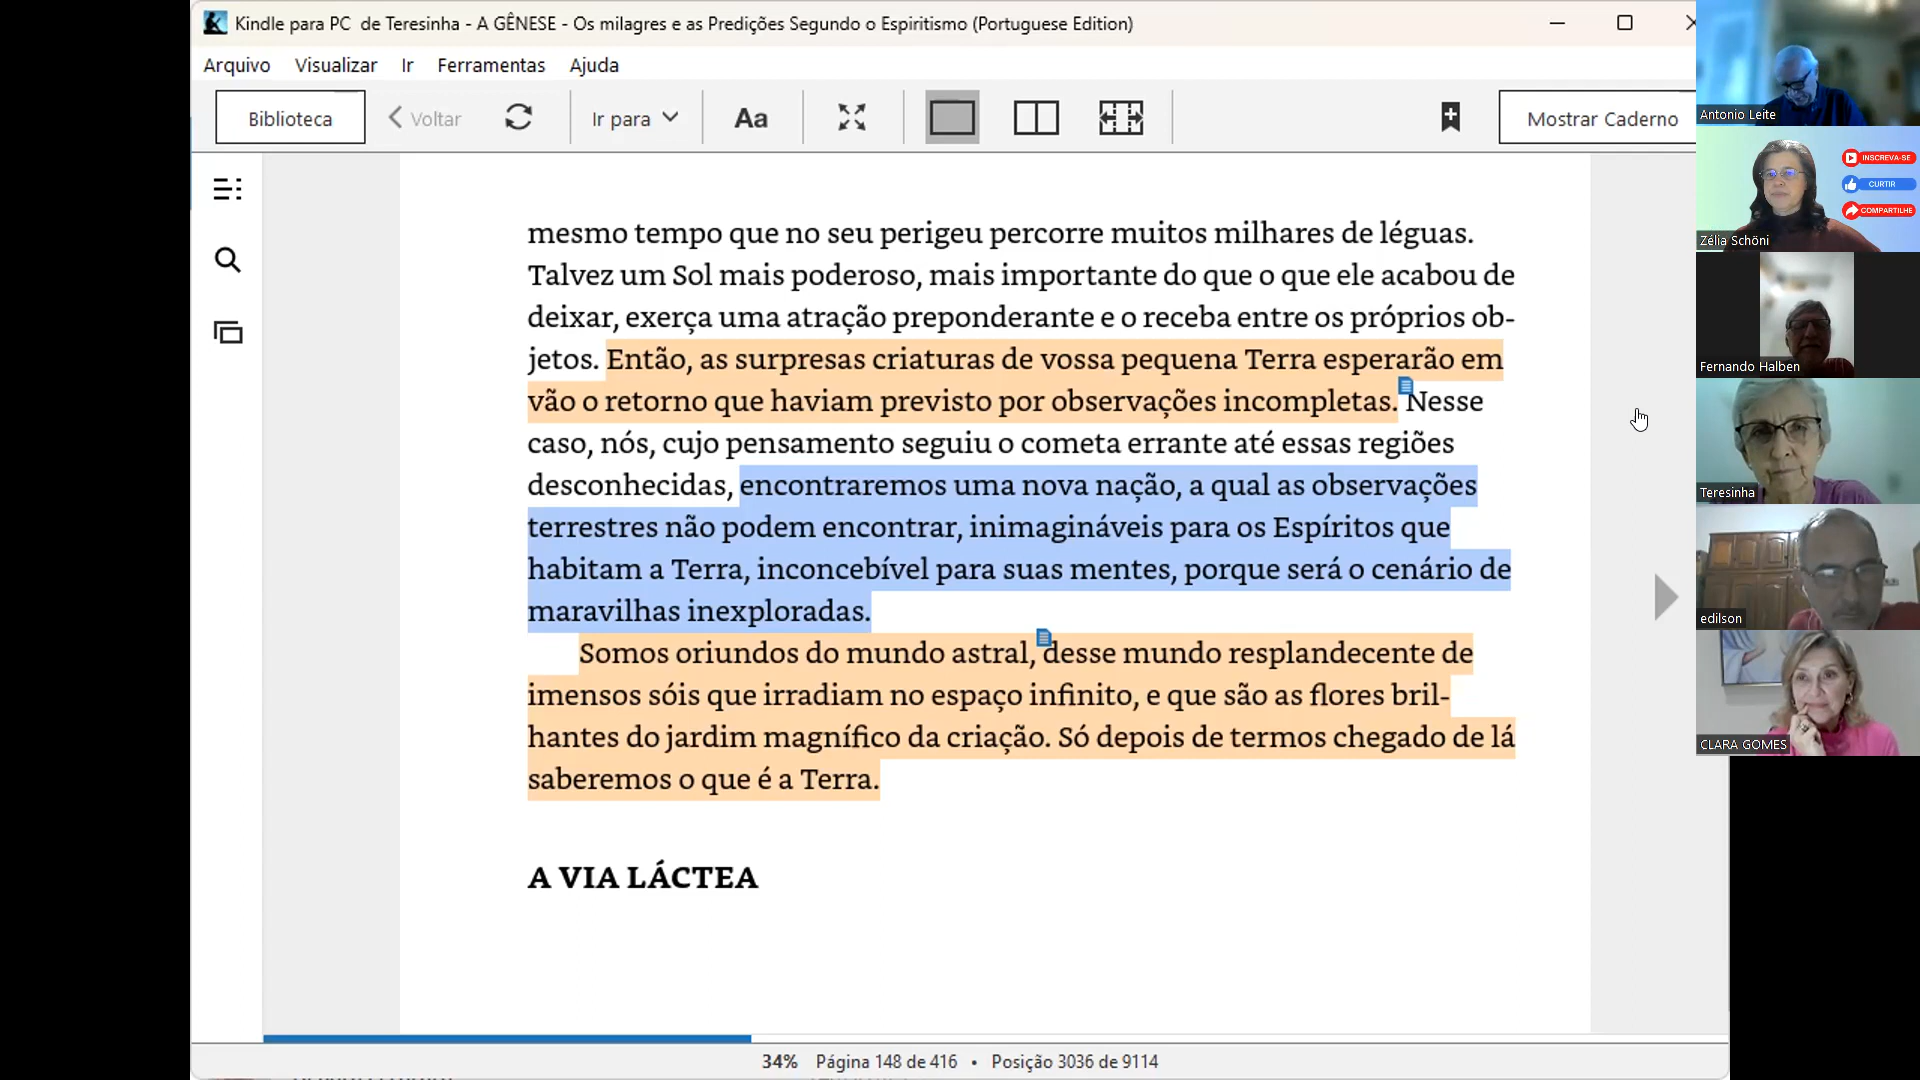 Kindle para PC  de Teresinha - A GÊNESE - Os milagres e as Predições Segundo o Espiritismo (Portuguese Edition)
Arquivo Visualizar Ir Ferramentas Ajuda
Biblioteca Voltar Ir para Aa Mostrar Caderno
mesmo tempo que no seu perigeu percorre muitos milhares de léguas.
Talvez um Sol mais poderoso, mais importante do que o que ele acabou de
deixar, exerça uma atração preponderante e o receba entre os próprios ob-
jetos. Então, as surpresas criaturas de vossa pequena Terra esperarão em
vão o retorno que haviam previsto por observações incompletas. Nesse
caso, nós, cujo pensamento seguiu o cometa errante até essas regiões
desconhecidas, encontraremos uma nova nação, a qual as observações
terrestres não podem encontrar, inimagináveis para os Espíritos que
habitam a Terra, inconcebível para suas mentes, porque será o cenário de
maravilhas inexploradas.
Somos oriundos do mundo astral, desse mundo resplandecente de
imensos sóis que irradiam no espaço infinito, e que são as flores bril-
hantes do jardim magnífico da criação. Só depois de termos chegado de lá
saberemos o que é a Terra.
A VIA LÁCTEA
34% Página 148 de 416 • Posição 3036 de 9114
Antonio Leite
INSCREVA-SE
CURTIR
COMPARTILHE
Zélia Schöni
Fernando Halben
Teresinha
edilson
CLARA GOMES